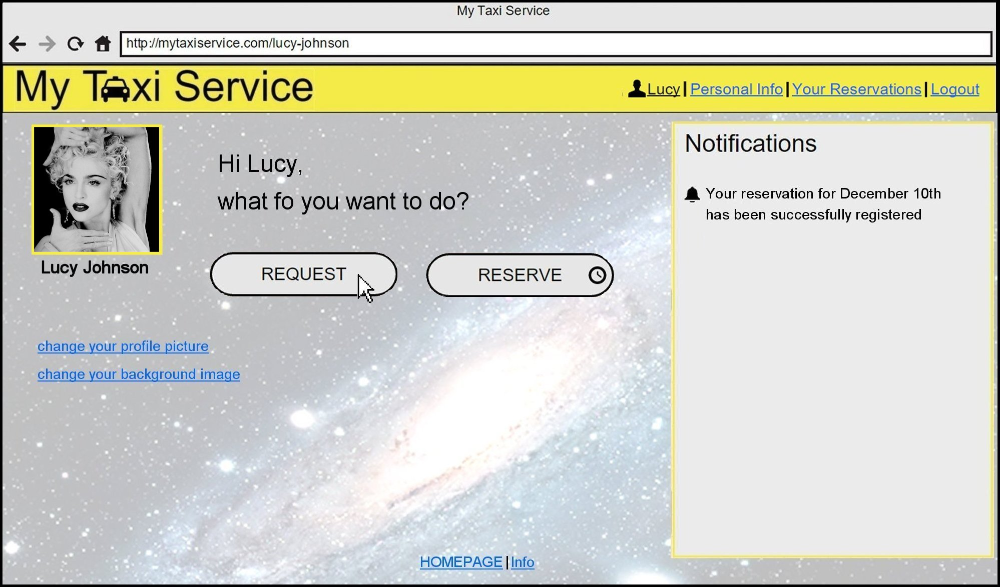 My Taxi Service
http://mytaxiservice.com/lucy-johnson
My Taxi Service
Lucy | Personal Info | Your Reservations | Logout
Hi Lucy,
what fo you want to do?
Lucy Johnson
REQUEST
RESERVE
change your profile picture
change your background image
Notifications
Your reservation for December 10th
has been successfully registered
HOMEPAGE | Info